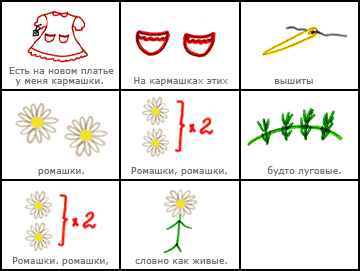 Есть на новом платье
у меня кармашки.
На кармашках этих
вышиты
ромашки.
x 2
Ромашки, ромашки,
будто луговые.
x 2
Ромашки. ромашки,
словно как живые.